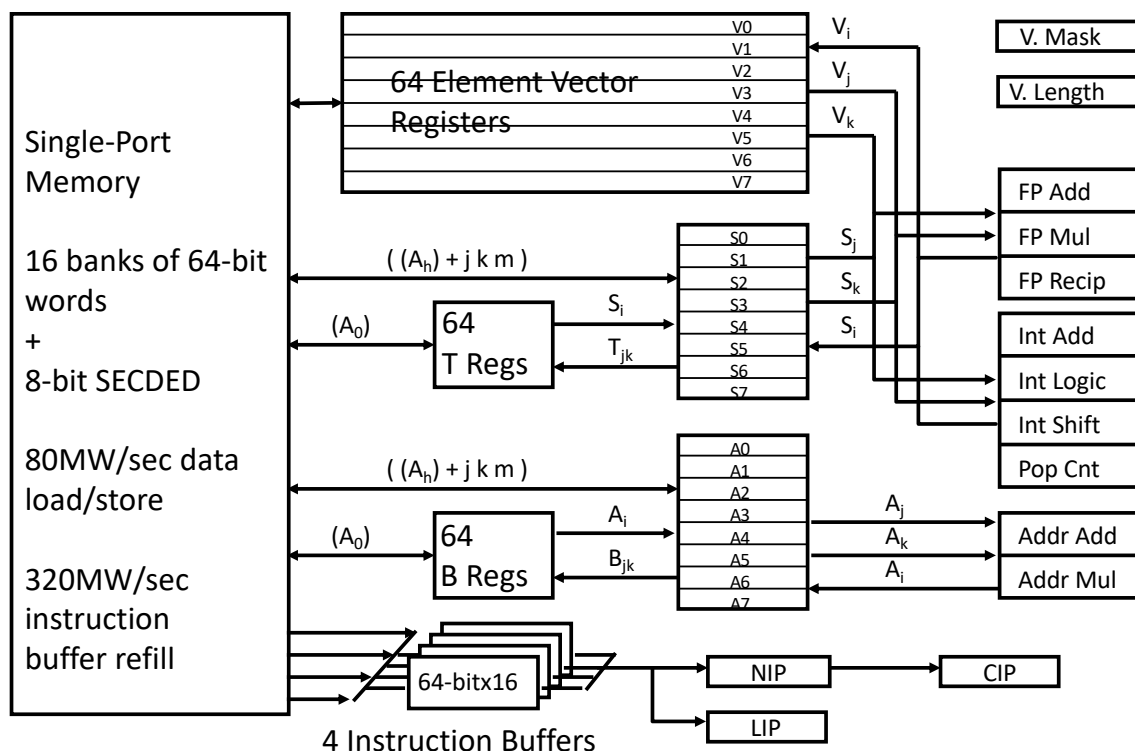 Single-Port
Memory
16 banks of 64-bit
words
+
8-bit SECDED
80MW/sec data
load/store
320MW/sec
instruction
buffer refill
64 Element Vector
Registers
V0
V1
V2
V3
V4
V5
V6
V7
Vi
Vj
Vk
V. Mask
V. Length
FP Add
FP Mul
FP Recip
( (Ah) + j k m )
(A0)
64
T Regs
Si
Tjk
S0
S1
S2
S3
S4
S5
S6
S7
Sj
Sk
Si
Int Add
Int Logic
Int Shift
Pop Cnt
( (Ah) + j k m )
(A0)
64
B Regs
Ai
Bjk
A0
A1
A2
A3
A4
A5
A6
A7
Aj
Ak
Ai
Addr Add
Addr Mul
64-bitx16
4 Instruction Buffers
NIP
CIP
LIP